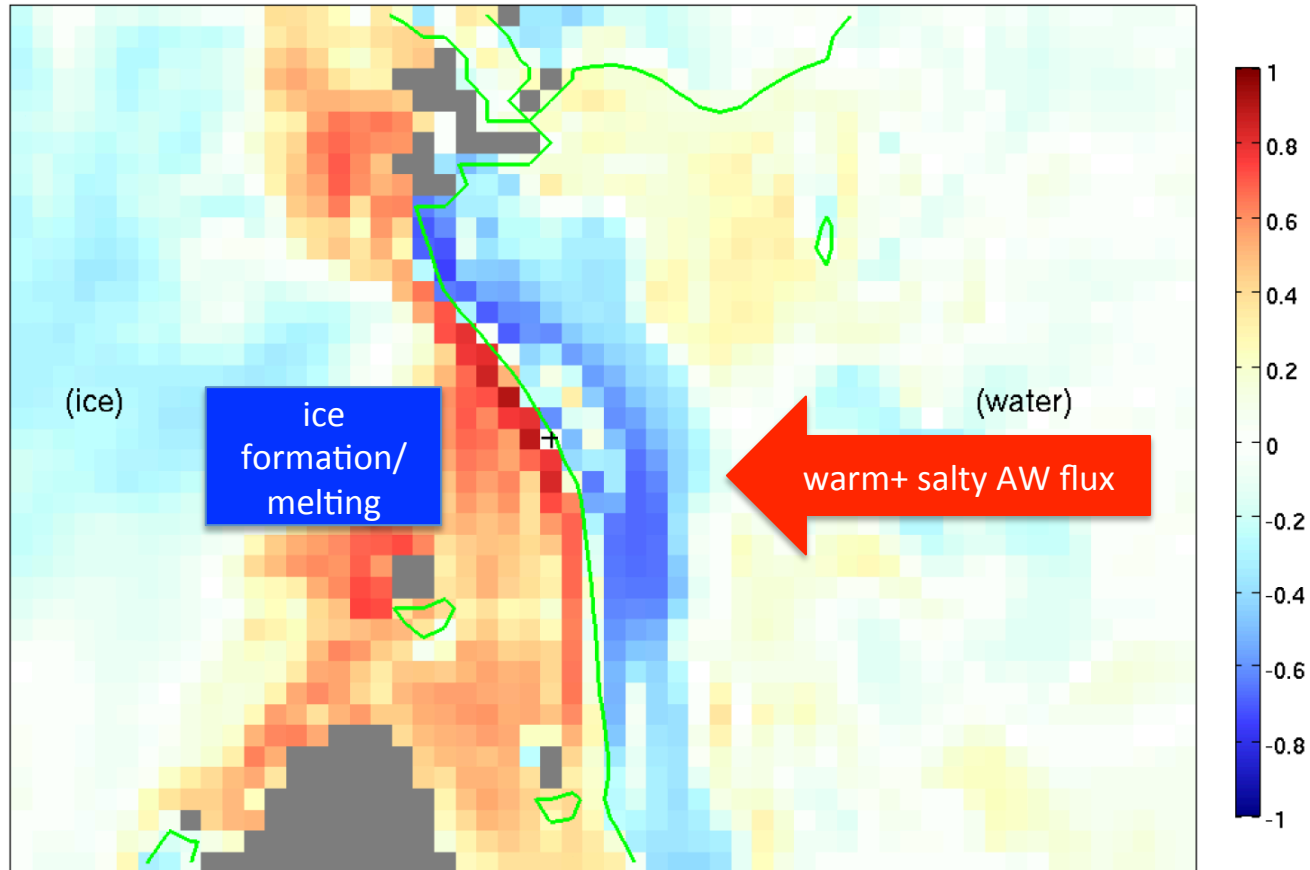 1
0.8
0.6
0.4
0.2
0
-0.2
-0.4
-0.6
-0.8
-1
(ice)
ice
formation/
melting
(water)
warm+ salty AW flux